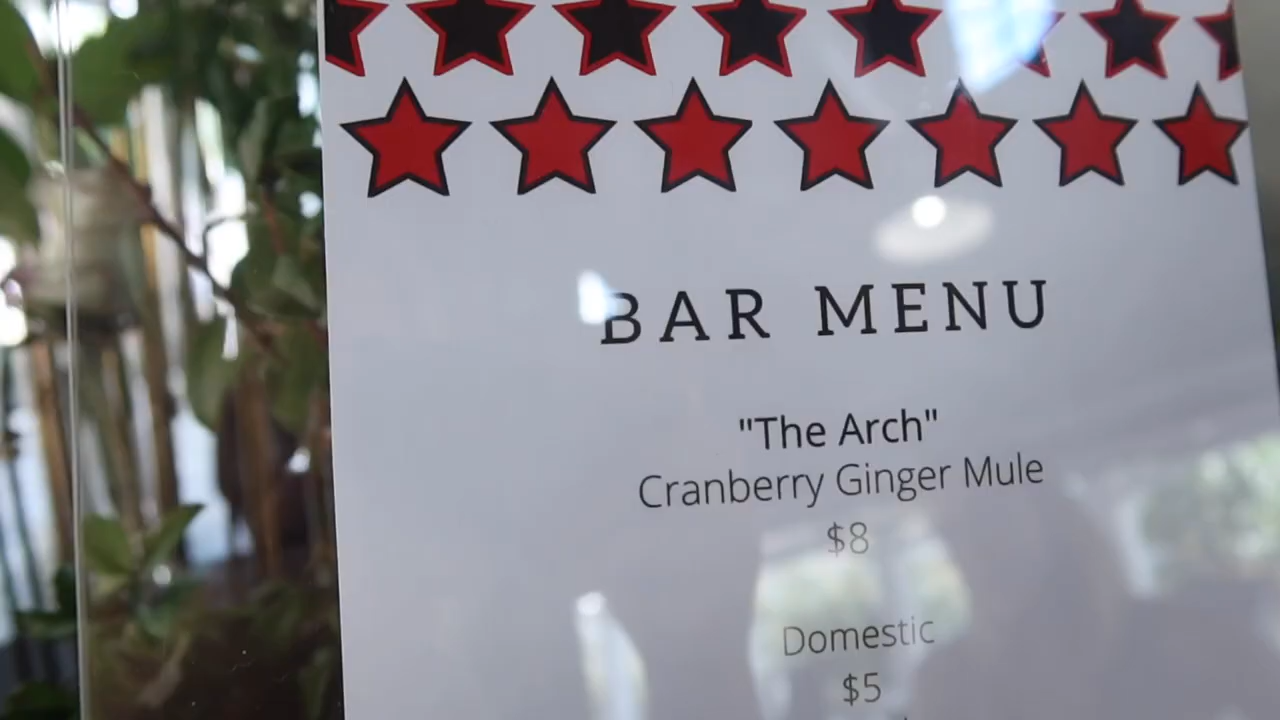 BAR MENU
"The Arch"
Cranberry Ginger Mule
$8
Domestic
$5